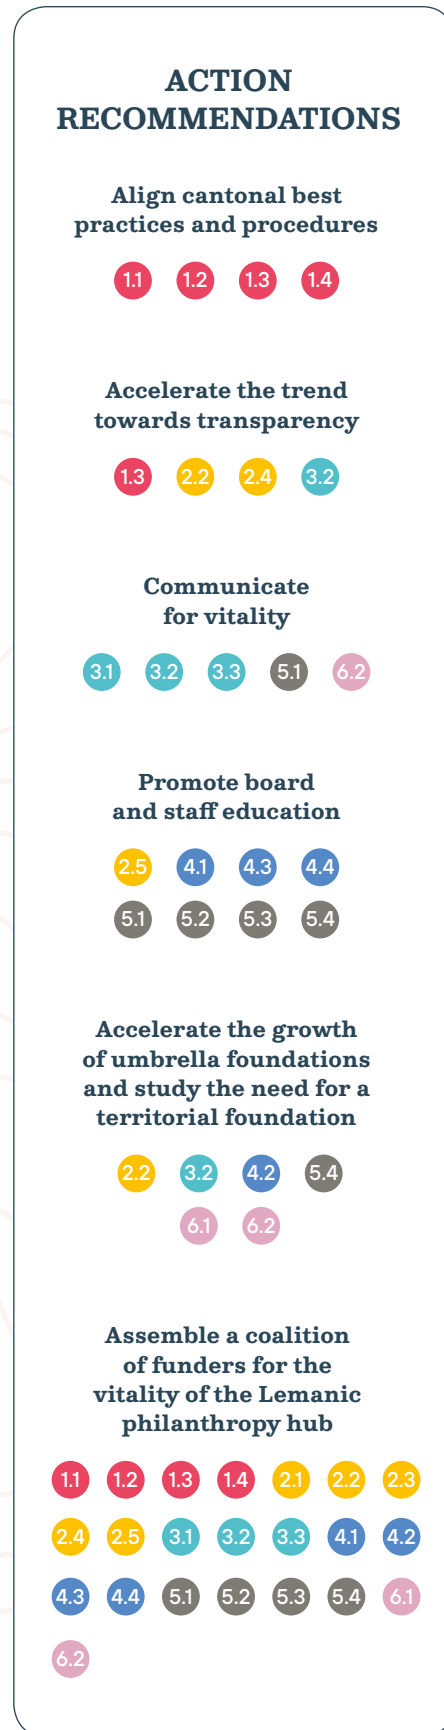 ACTION
RECOMMENDATIONS
Align cantonal best
practices and procedures
1.1 1.2 1.3 1.4
Accelerate the trend
towards transparency
1.3 2.2 2.4 3.2
Communicate
for vitality
3.1 3.2 3.3 5.1 6.2
Promote board
and staff education
2.5 4.1 4.3 4.4
5.1 5.2 5.3 5.4
Accelerate the growth
of umbrella foundations
and study the need for a
territorial foundation
2.2 3.2 4.2 5.4
6.1 6.2
Assemble a coalition
of funders for the
vitality of the Lemanic
philanthropy hub
1.1 1.2 1.3 1.4 2.1 2.2 2.3
2.4 2.5 3.1 3.2 3.3 4.1 4.2
4.3 4.4 5.1 5.2 5.3 5.4 6.1
6.2